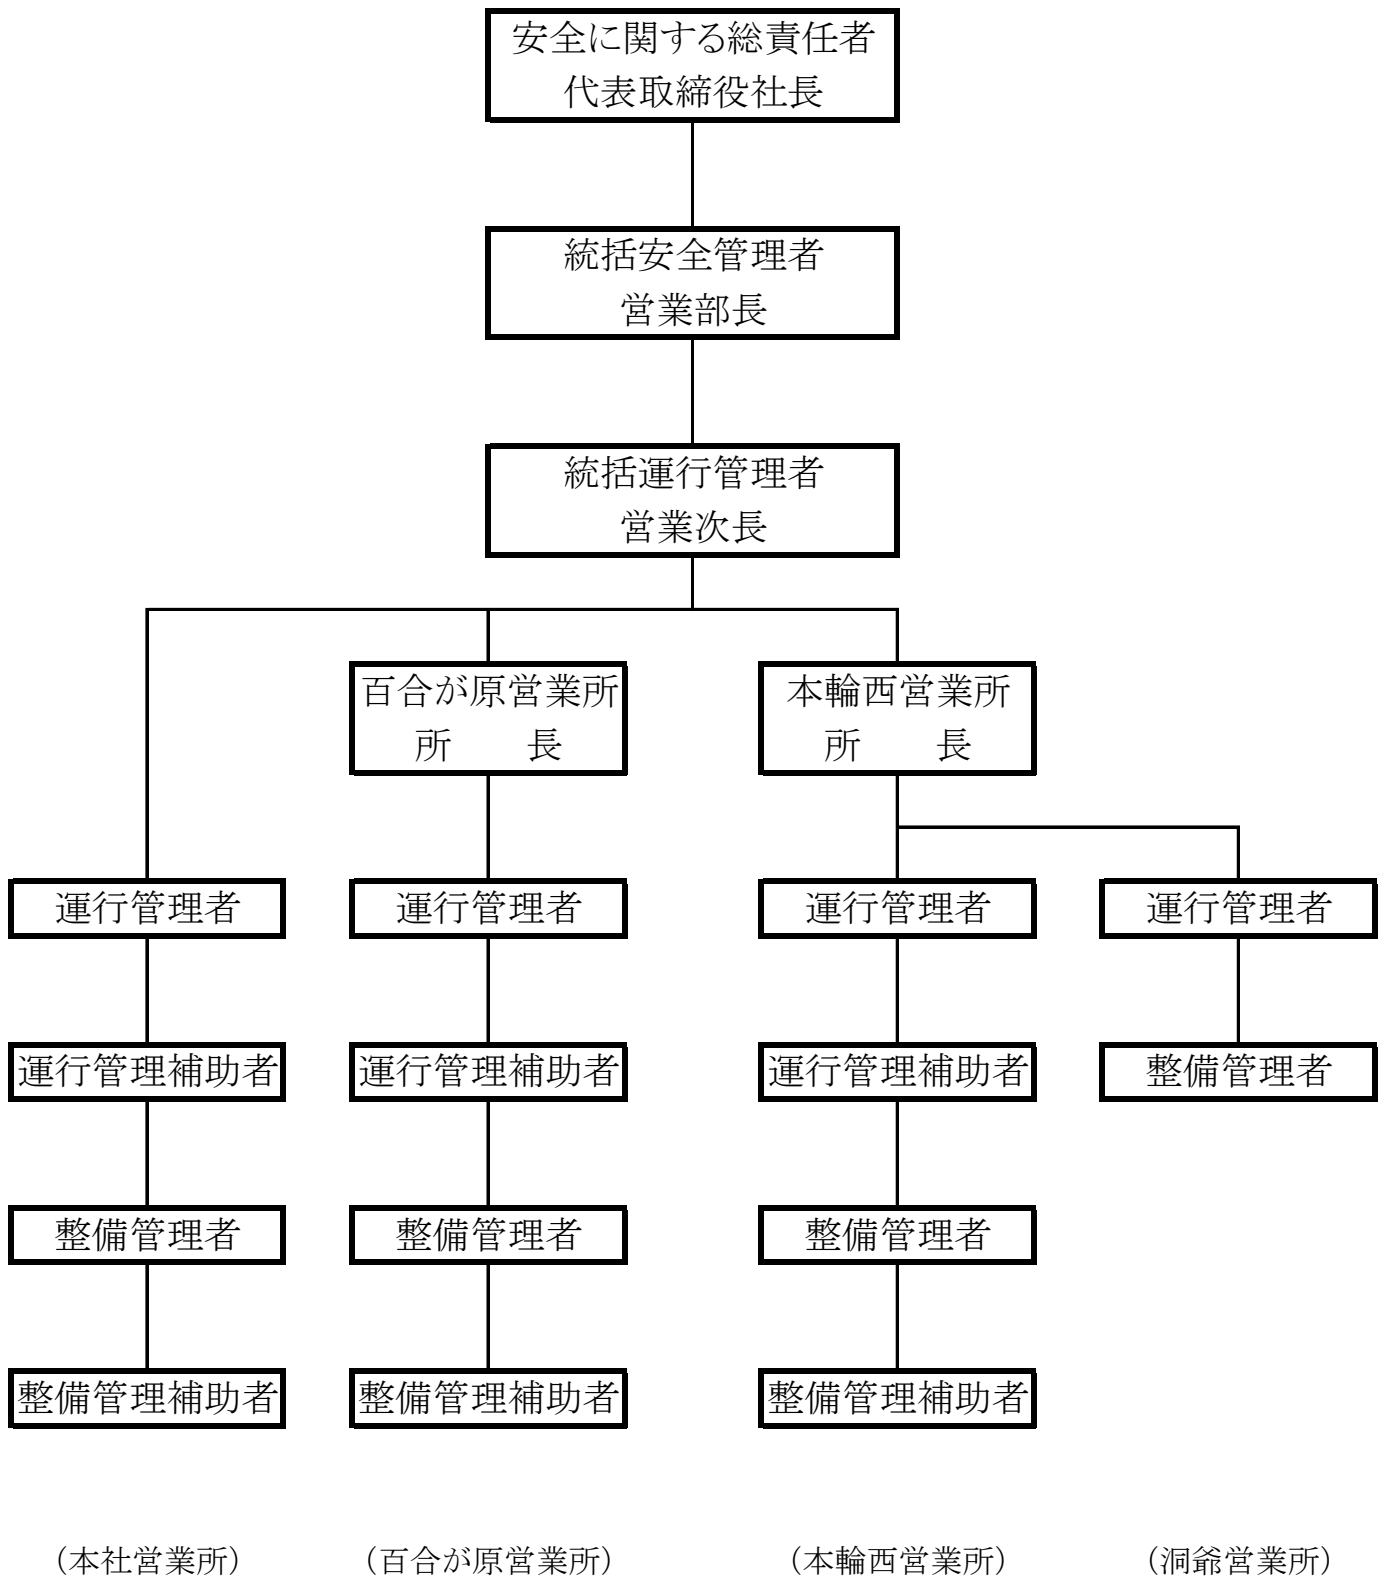 安全に関する総責任者
代表取締役社長
統括安全管理者
営業部長
統括運行管理者
営業次長
百合が原営業所
所　　長
本輪西営業所
所　　長
運行管理者
運行管理者
運行管理者
運行管理者
運行管理補助者
運行管理補助者
運行管理補助者
整備管理者
整備管理者
整備管理者
整備管理者
整備管理補助者
整備管理補助者
整備管理補助者
（本社営業所）
（百合が原営業所）
（本輪西営業所）
（洞爺営業所）